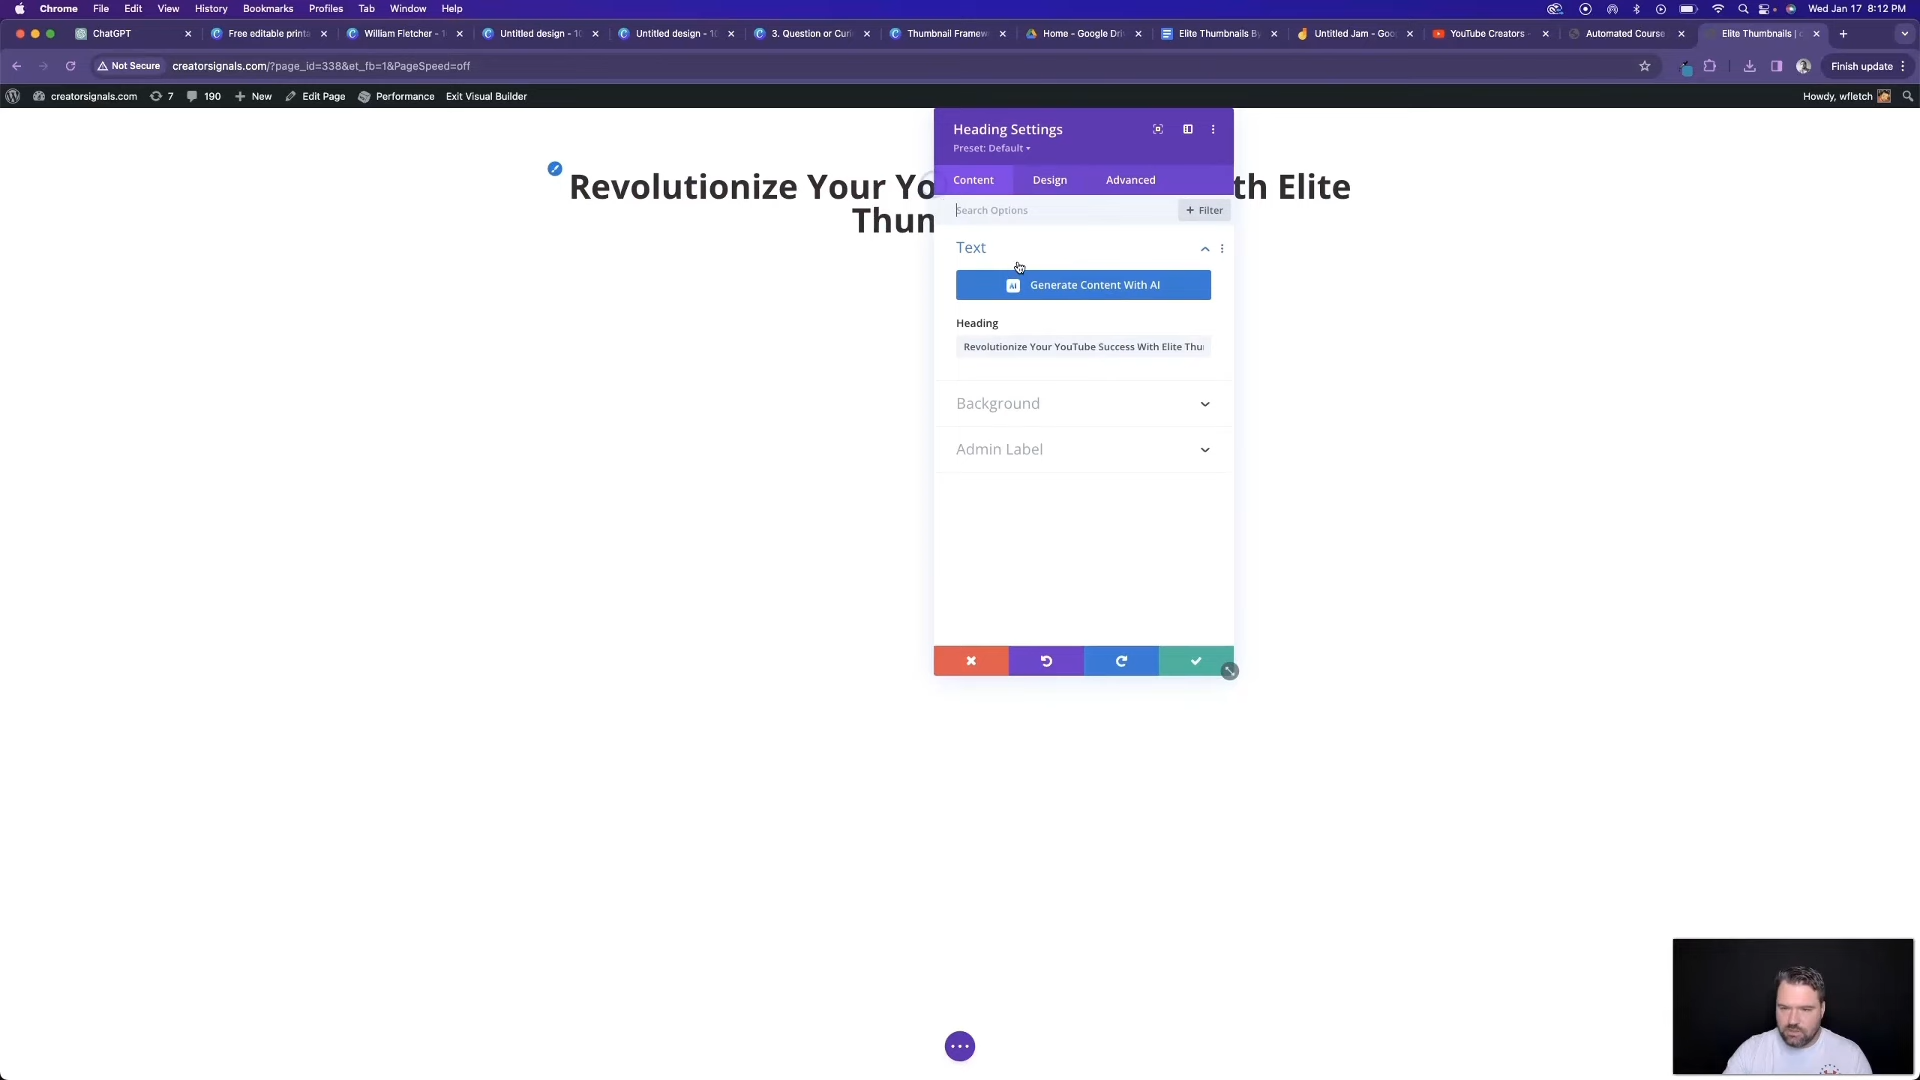 Chrome File Edit View History Bookmarks Profiles Tab Window Help Wed Jan 17 8:12 PM
ChatGPT Free editable printa William Fletcher - 1 Untitled design - 10 Untitled design - 10 3. Question or Curi Thumbnail Framew Home - Google Dri Elite Thumbnails By Untitled Jam - Goo YouTube Creators - Automated Course Elite Thumbnails | c
Not Secure creatorsignals.com/?page_id=338&et_fb=1&PageSpeed=off Finish update
creatorsignals.com 7 190 New Edit Page Performance Exit Visual Builder Howdy, wfletch
Heading Settings
Preset: Default
Content Design Advanced
Revolutionize Your Yo th Elite
Thun
Search Options + Filter
Text
AI Generate Content With AI
Heading
Revolutionize Your YouTube Success With Elite Thu
Background
Admin Label